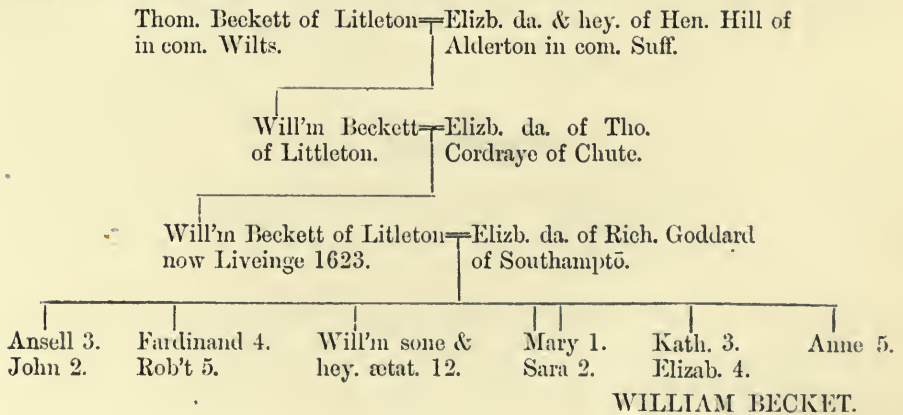 Thom. Beckett of Litleton=Elizb. da. & hey. of Hen. Hill of
in com. Wilts. Alderton in com. Suff.
Will'm Beckett=Elizb. da. of Tho.
of Littleton. Cordraye of Chute.
Will'm Beckett of Litleton=Elizb. da. of Rich. Goddard
now Liveinge 1623. of Southamptō.
Ansell 3. Fardinand 4. Will'm sone & Mary 1. Kath. 3. Anne 5.
John 2. Rob't 5. hey. ætat. 12. Sara 2. Elizab. 4.
WILLIAM BECKET.